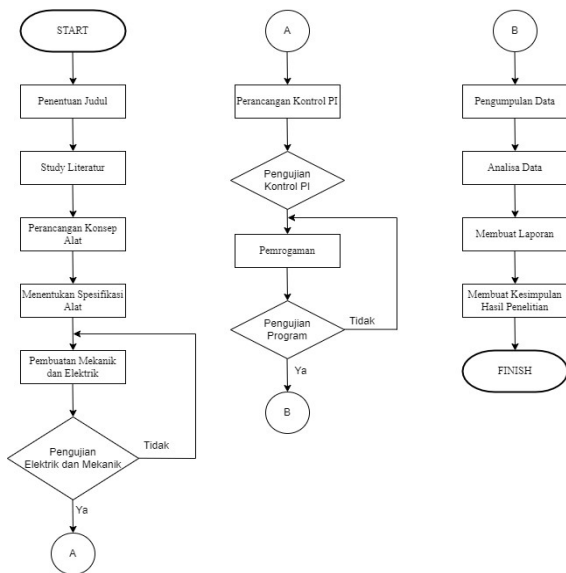 START
Penentuan Judul
Study Literatur
Perancangan Konsep
Alat
Menentukan Spesifikasi
Alat
Pembuatan Mekanik
dan Elektrik
Pengujian
Elektrik dan Mekanik
Tidak
Ya
A
A
Perancangan Kontrol PI
Pengujian
Kontrol PI
Pemrogaman
Pengujian
Program
Tidak
Ya
B
B
Pengumpulan Data
Analisa Data
Membuat Laporan
Membuat Kesimpulan
Hasil Penelitian
FINISH